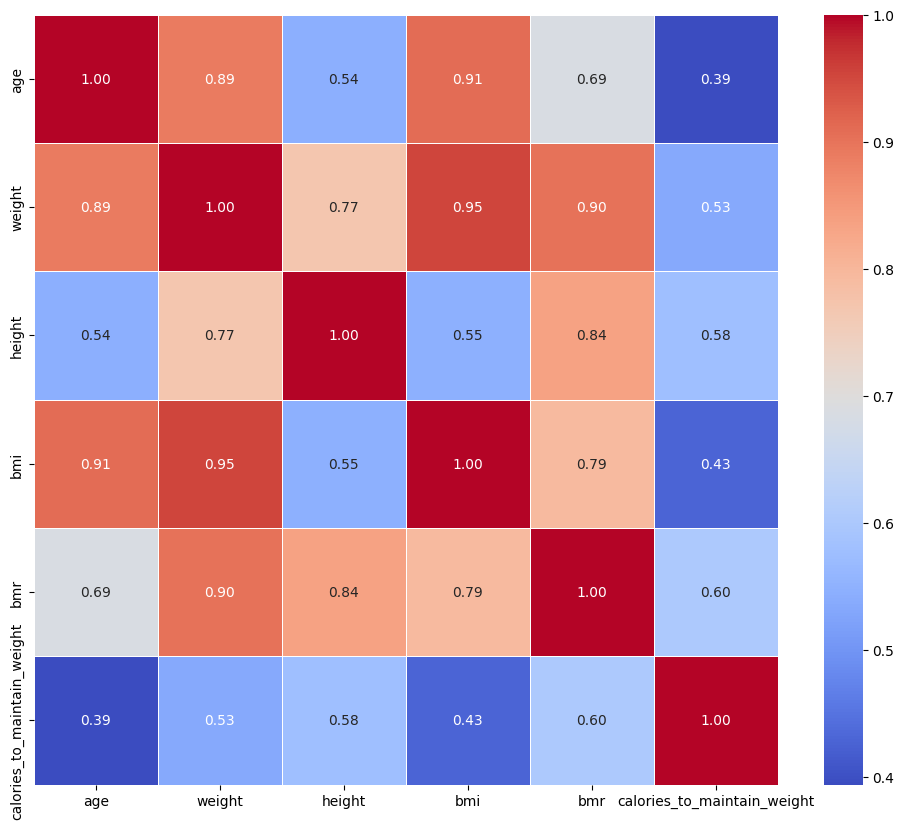 age 1.00 0.89 0.54 0.91 0.69 0.39
weight 0.89 1.00 0.77 0.95 0.90 0.53
height 0.54 0.77 1.00 0.55 0.84 0.58
bmi 0.91 0.95 0.55 1.00 0.79 0.43
bmr 0.69 0.90 0.84 0.79 1.00 0.60
calories_to_maintain_weight 0.39 0.53 0.58 0.43 0.60 1.00
age weight height bmi bmr calories_to_maintain_weight
1.0
0.9
0.8
0.7
0.6
0.5
0.4